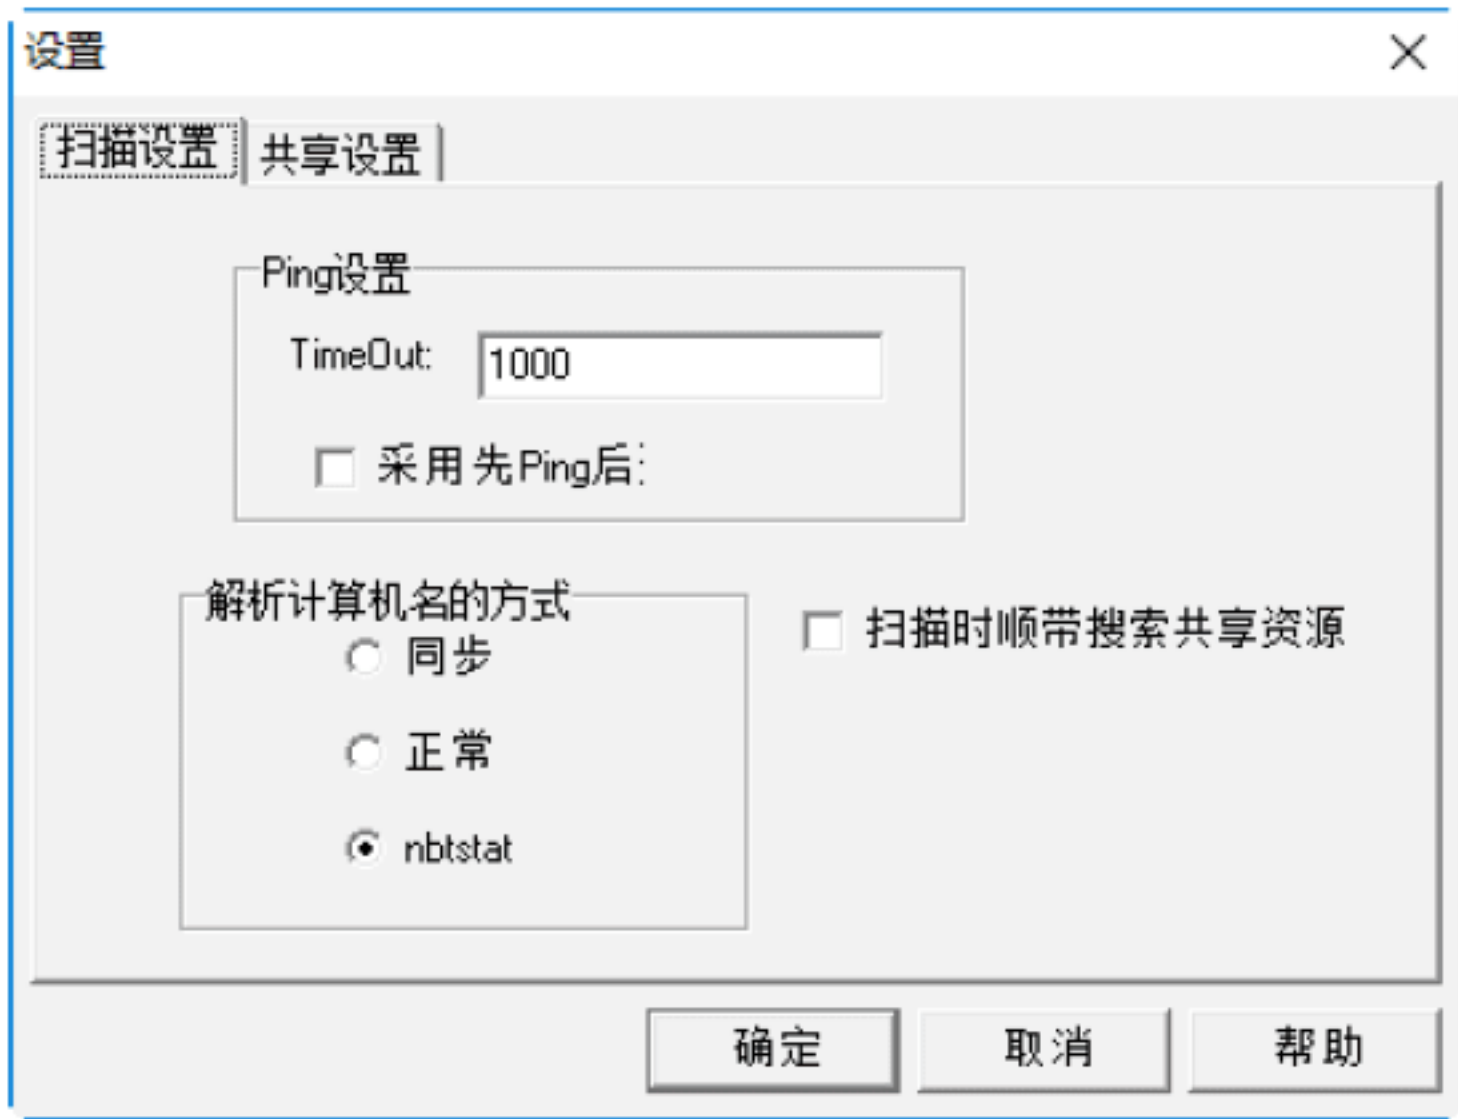 设置
扫描设置 共享设置
Ping设置
TimeOut: 1000
采用先Ping后
解析计算机名的方式
扫描时顺带搜索共享资源
同步
正常
nbtstat
确定 取消 帮助